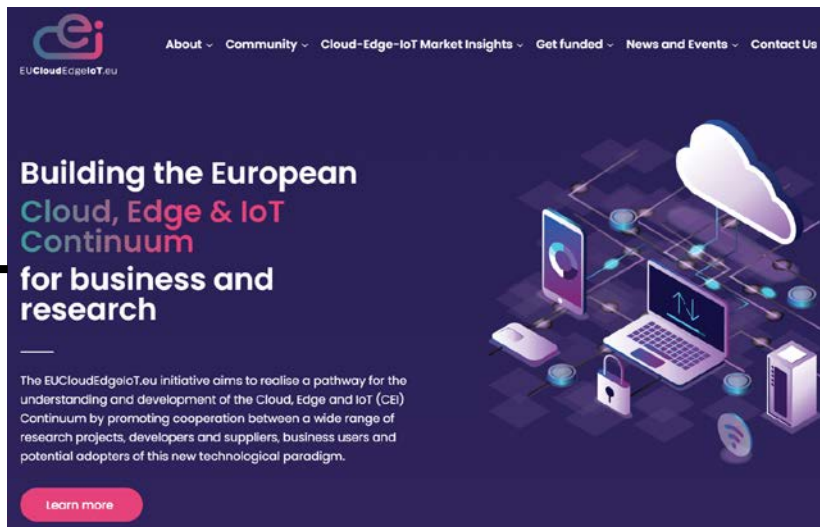 cei
EUCloudEdgeIoT.eu
About
Community
Cloud-Edge-IoT Market Insights
Get funded
News and Events
Contact Us
Building the European
Cloud, Edge & IoT
Continuum
for business and
research
The EUCloudEdgeIoT.eu initiative aims to realise a pathway for the
understanding and development of the Cloud, Edge and IoT (CEI)
Continuum by promoting cooperation between a wide range of
research projects, developers and suppliers, business users and
potential adopters of this new technological paradigm.
Learn more